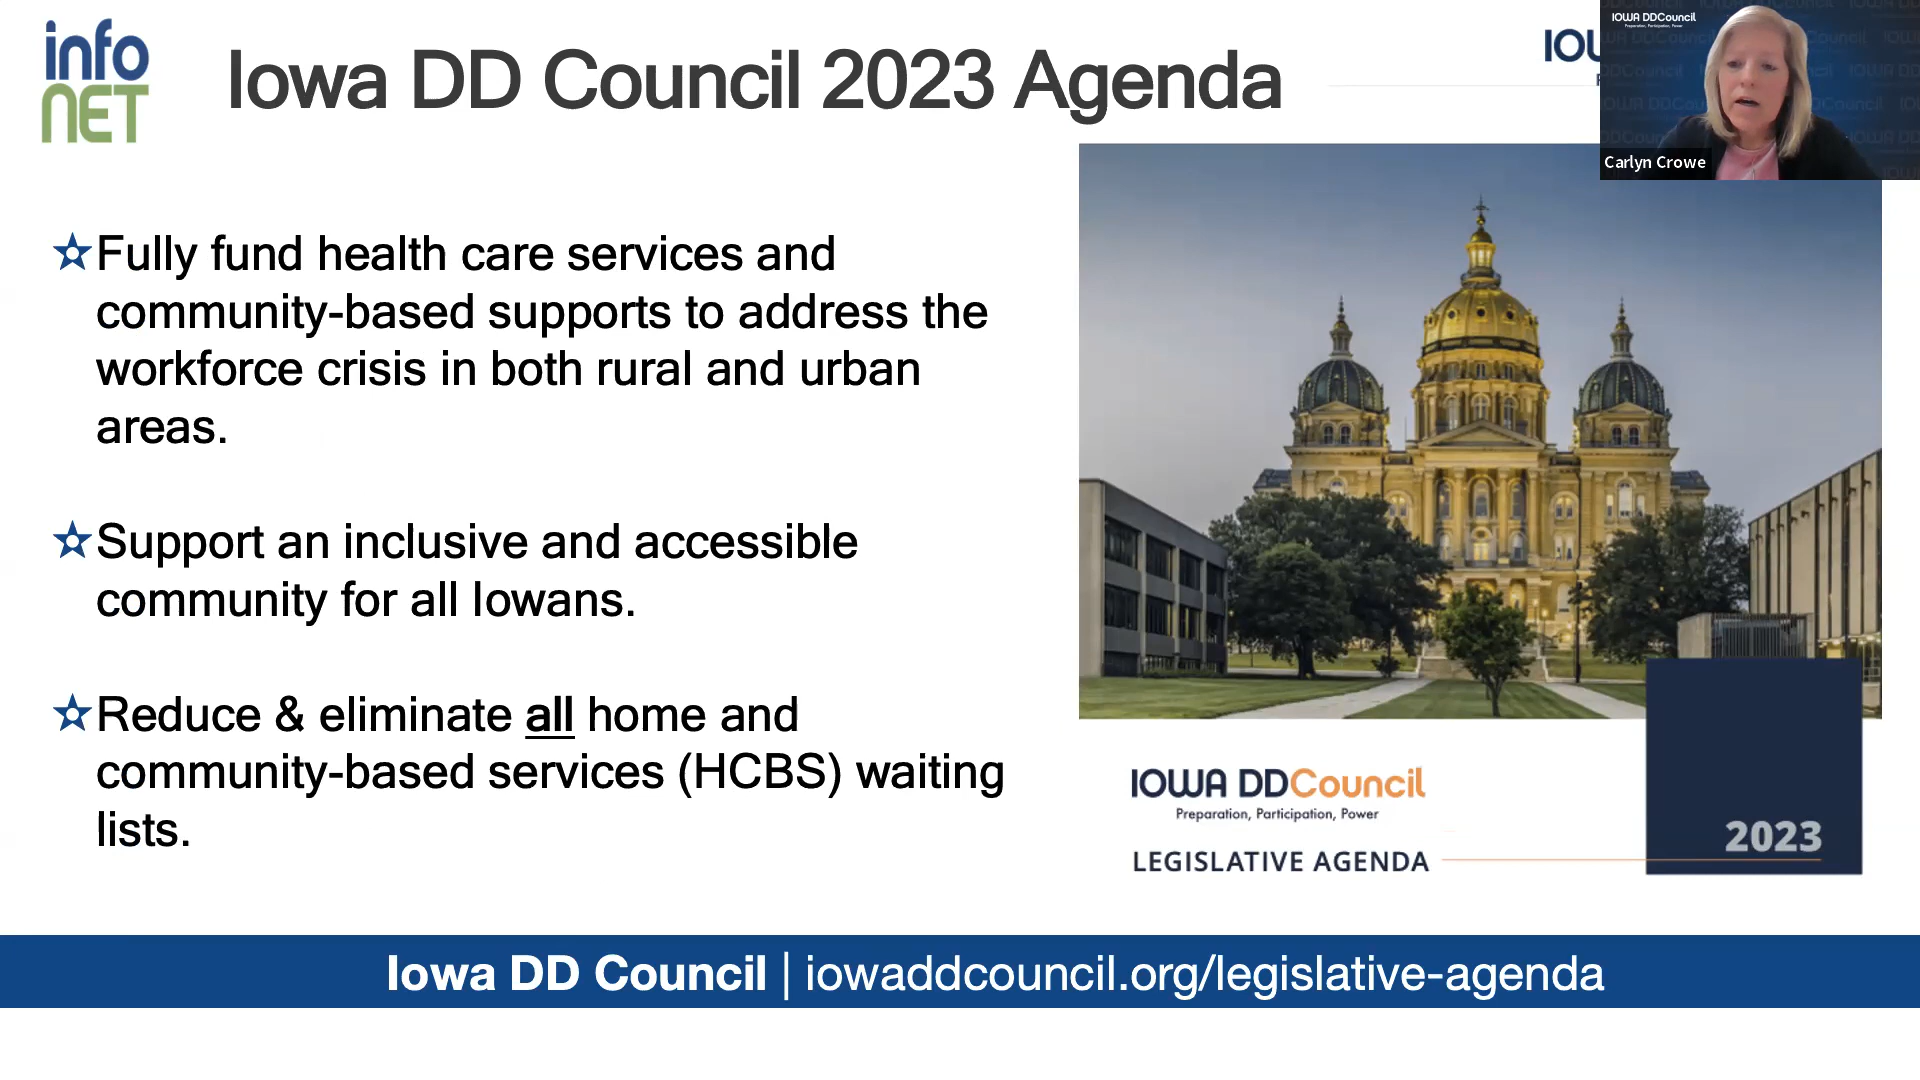 info
NET
Iowa DD Council 2023 Agenda
IOWA DDCouncil
Preparation, Participation, Power
Carlyn Crowe
Fully fund health care services and
community-based supports to address the
workforce crisis in both rural and urban
areas.
Support an inclusive and accessible
community for all Iowans.
Reduce & eliminate all home and
community-based services (HCBS) waiting
lists.
IOWA DDCouncil
Preparation, Participation, Power
LEGISLATIVE AGENDA
2023
Iowa DD Council | iowaddcouncil.org/legislative-agenda